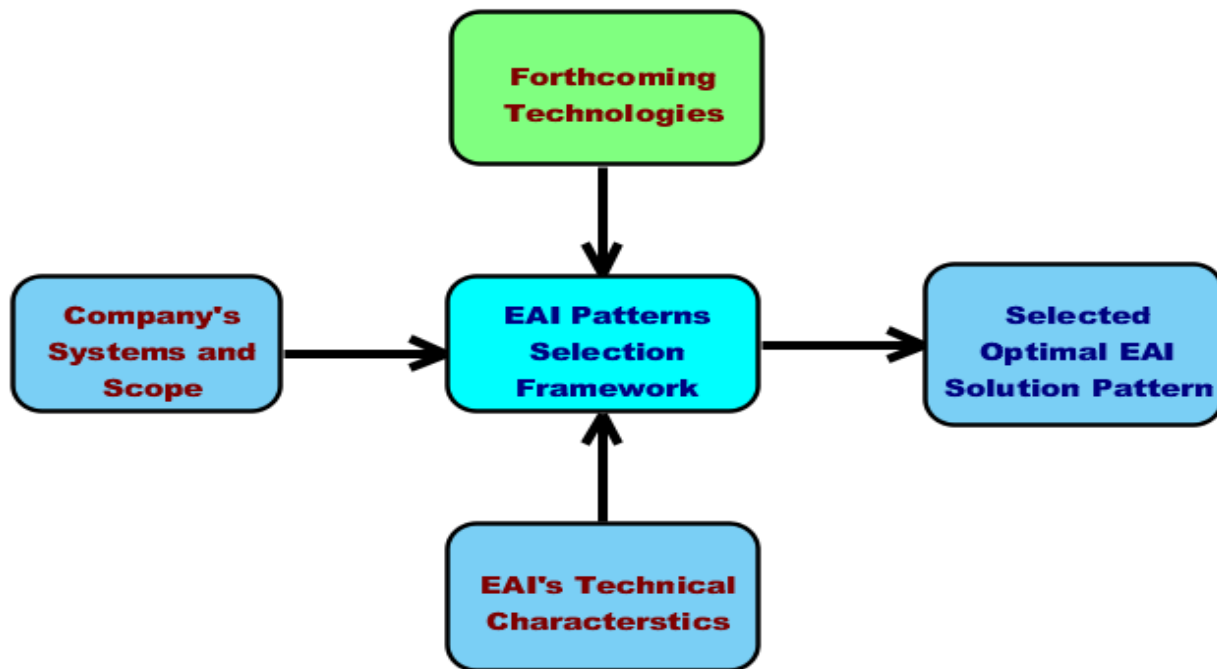 Forthcoming
Technologies
Company's
Systems and
Scope
EAI Patterns
Selection
Framework
Selected
Optimal EAI
Solution Pattern
EAI's Technical
Characterstics